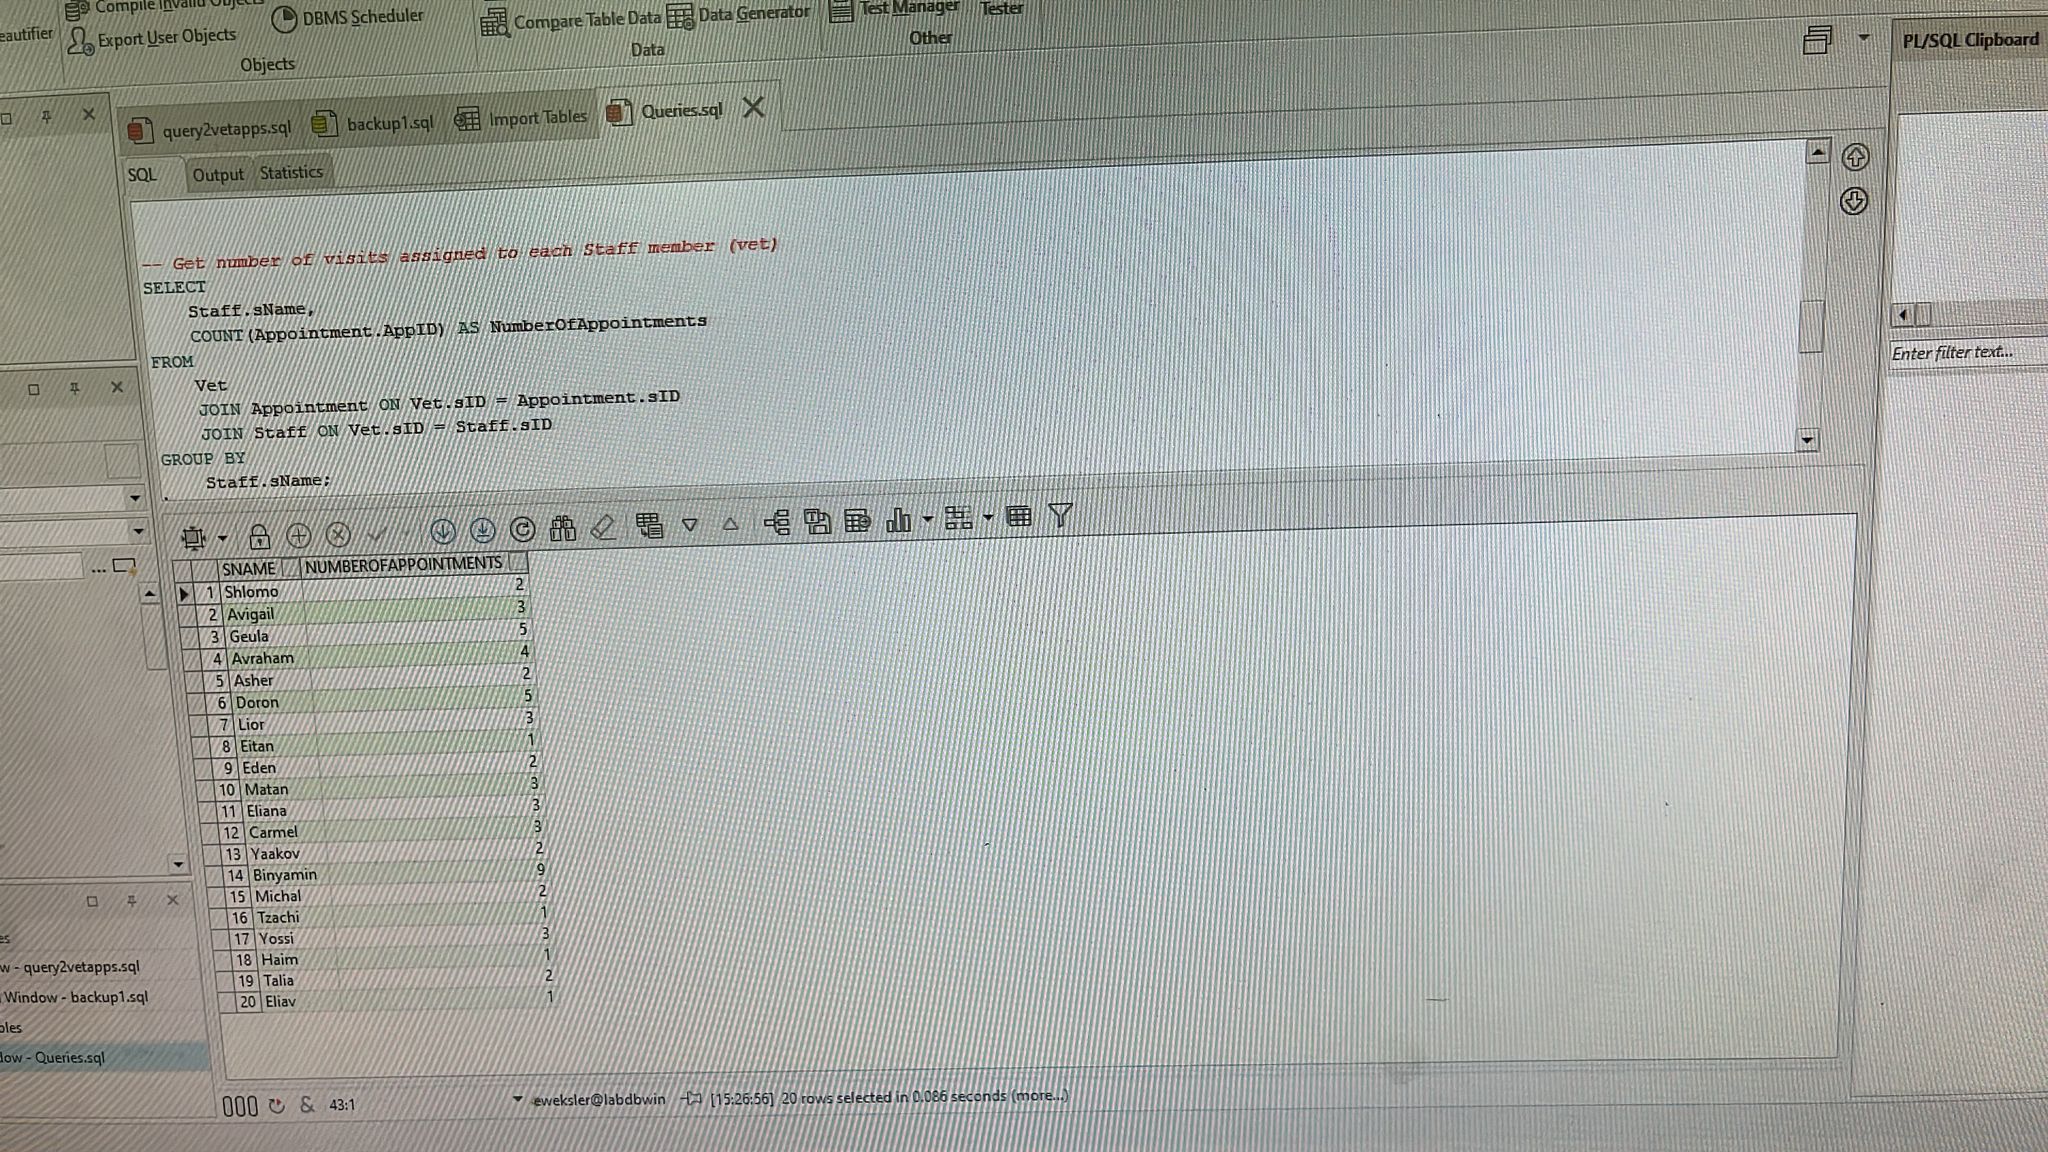 Compile Invalid Objects
DBMS Scheduler
Compare Table Data
Data Generator
Test Manager
Tester
eautifier
Export User Objects
Objects
Data
Other
PL/SQL Clipboard
query2vetapps.sql
backup1.sql
Import Tables
Queries.sql
SQL
Output
Statistics
-- Get number of visits assigned to each Staff member (vet)
SELECT
Staff.sName,
COUNT(Appointment.AppID) AS NumberOfAppointments
FROM
Vet
JOIN Appointment ON Vet.sID = Appointment.sID
JOIN Staff ON Vet.sID = Staff.sID
GROUP BY
Staff.sName;
Enter filter text...
SNAME NUMBEROFAPPOINTMENTS
1 Shlomo 2
2 Avigail 3
3 Geula 5
4 Avraham 4
5 Asher 2
6 Doron 5
7 Lior 3
8 Eitan 1
9 Eden 2
10 Matan 3
11 Eliana 3
12 Carmel 3
13 Yaakov 2
14 Binyamin 9
15 Michal 2
16 Tzachi 1
17 Yossi 3
18 Haim 1
19 Talia 2
20 Eliav 1
es
w - query2vetapps.sql
Window - backup1.sql
bles
dow - Queries.sql
& 43:1
eweksler@labdbwin
[15:26:56] 20 rows selected in 0.086 seconds (more...)